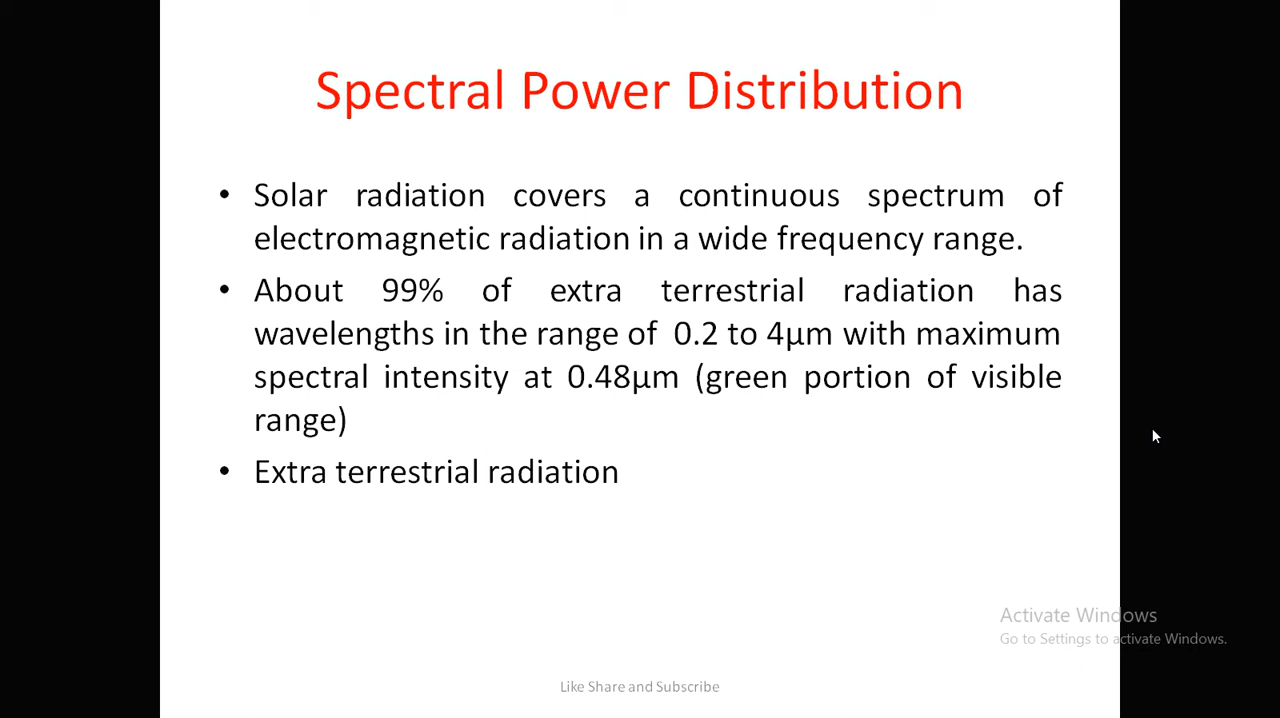 Spectral Power Distribution
• Solar radiation covers a continuous spectrum of
electromagnetic radiation in a wide frequency range.
• About 99% of extra terrestrial radiation has
wavelengths in the range of 0.2 to 4µm with maximum
spectral intensity at 0.48µm (green portion of visible
range)
• Extra terrestrial radiation
Activate Windows
Go to Settings to activate Windows.
Like Share and Subscribe